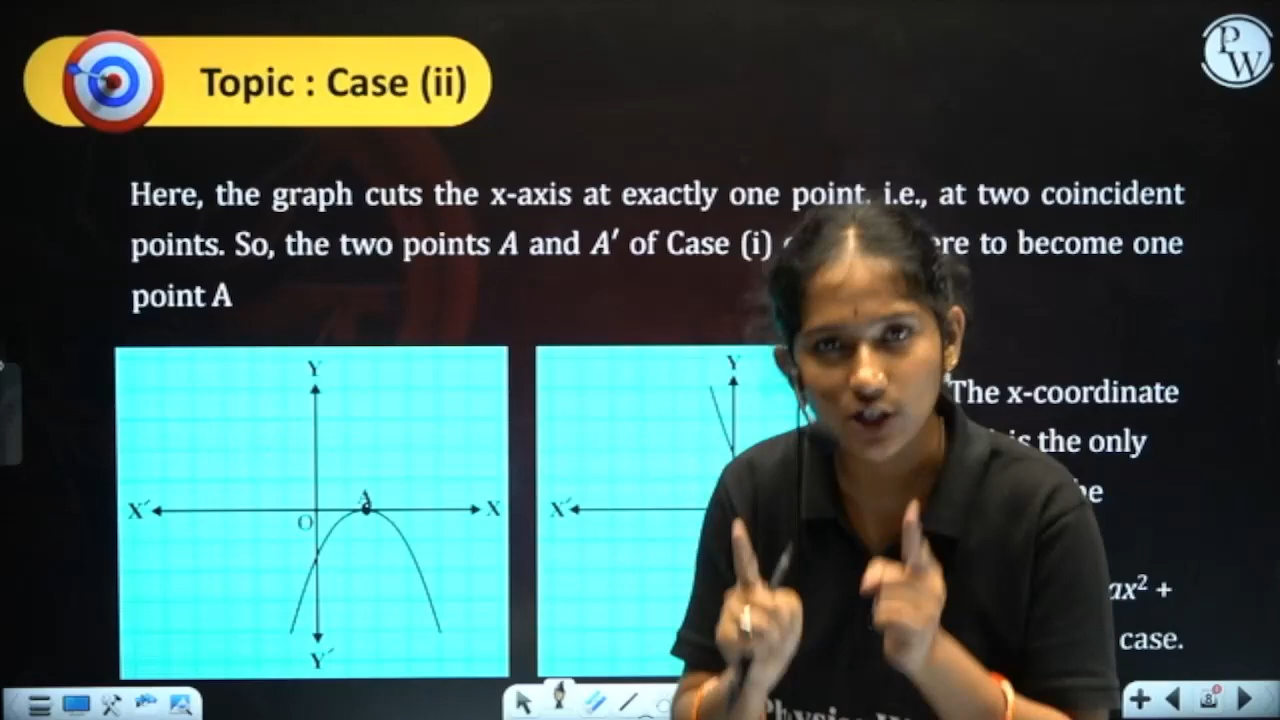 PW
Topic : Case (ii)
Here, the graph cuts the x-axis at exactly one point, i.e., at two coincident
points. So, the two points A and A′ of Case (i) to become one
point A
Y
Y
The x-coordinate
is the only
A
X′
O
X
X′
ax² +
case.
Y′